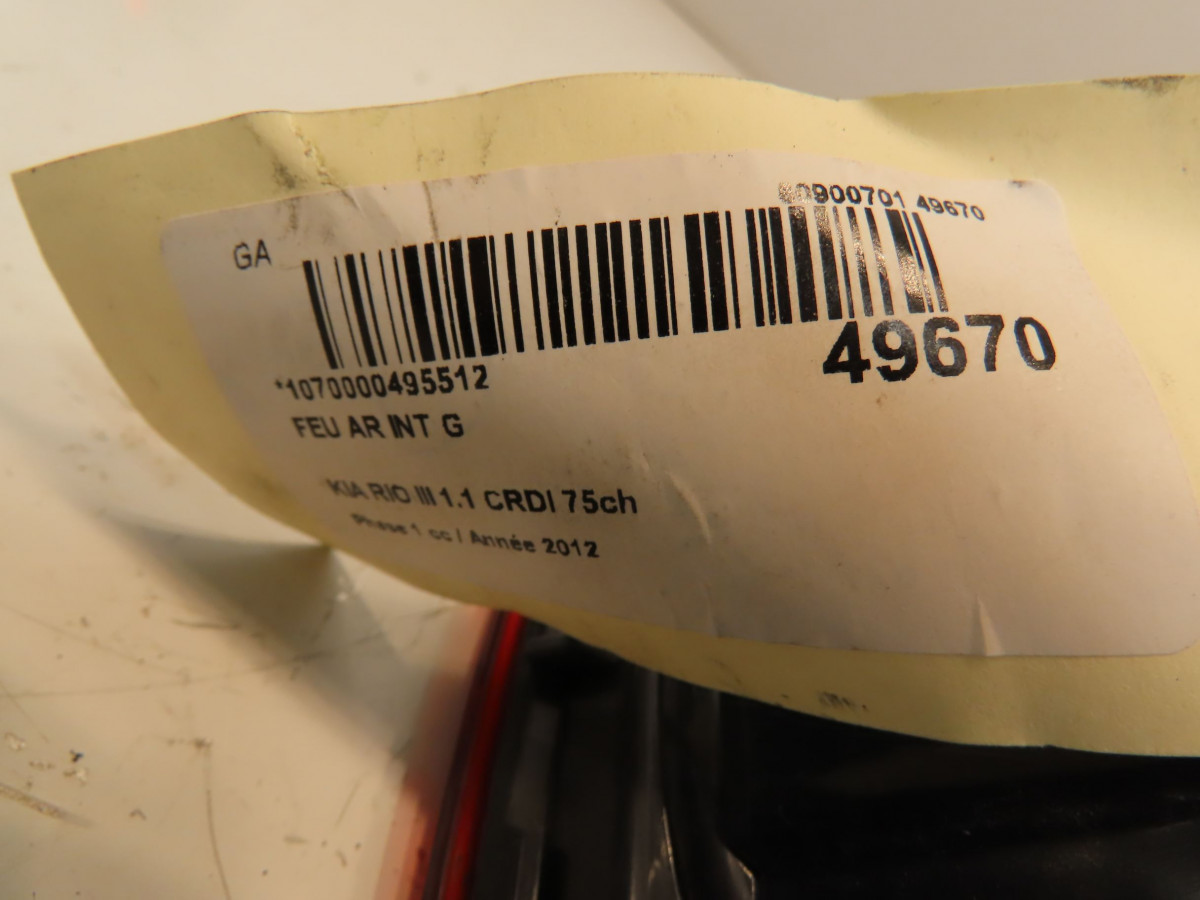 49670
GA
49670
*1070000495512
FEU AR INT G
KIA RIO III 1.1 CRDI 75ch
Phase 1 cc / Année 2012